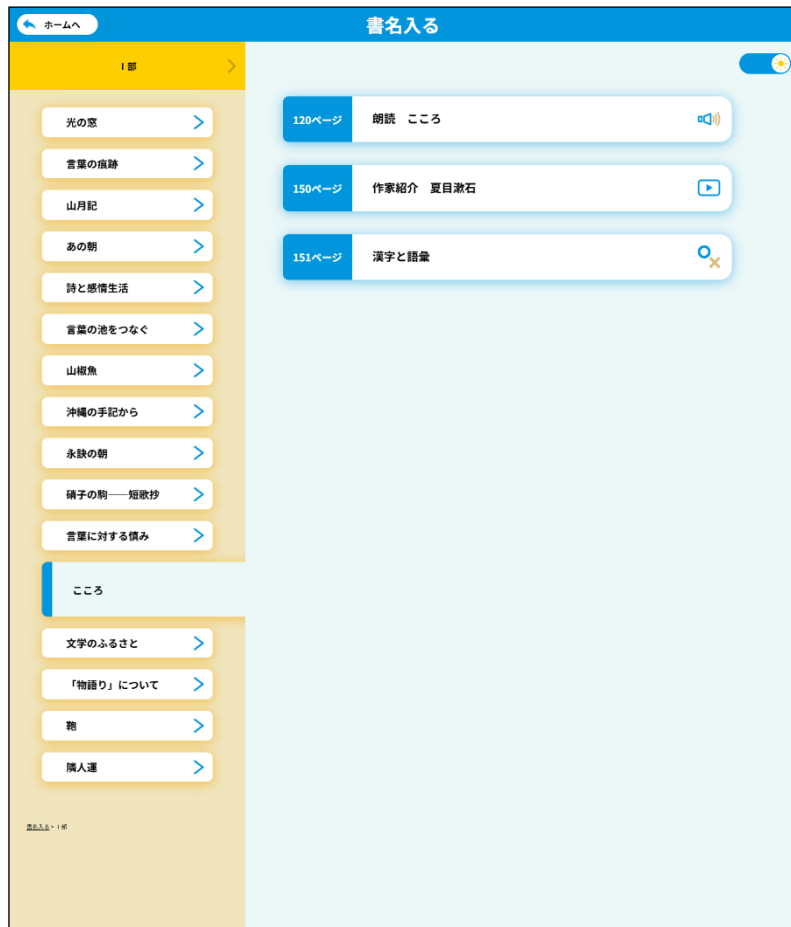 ホームへ
書名入る
Ⅰ部
光の窓
言葉の痕跡
山月記
あの朝
詩と感情生活
言葉の池をつなぐ
山椒魚
沖縄の手記から
永訣の朝
硝子の駒——短歌抄
言葉に対する慎み
こころ
文学のふるさと
「物語り」について
鞄
隣人運
書名入る > Ⅰ部
120ページ 朗読　こころ
150ページ 作家紹介　夏目漱石
151ページ 漢字と語彙